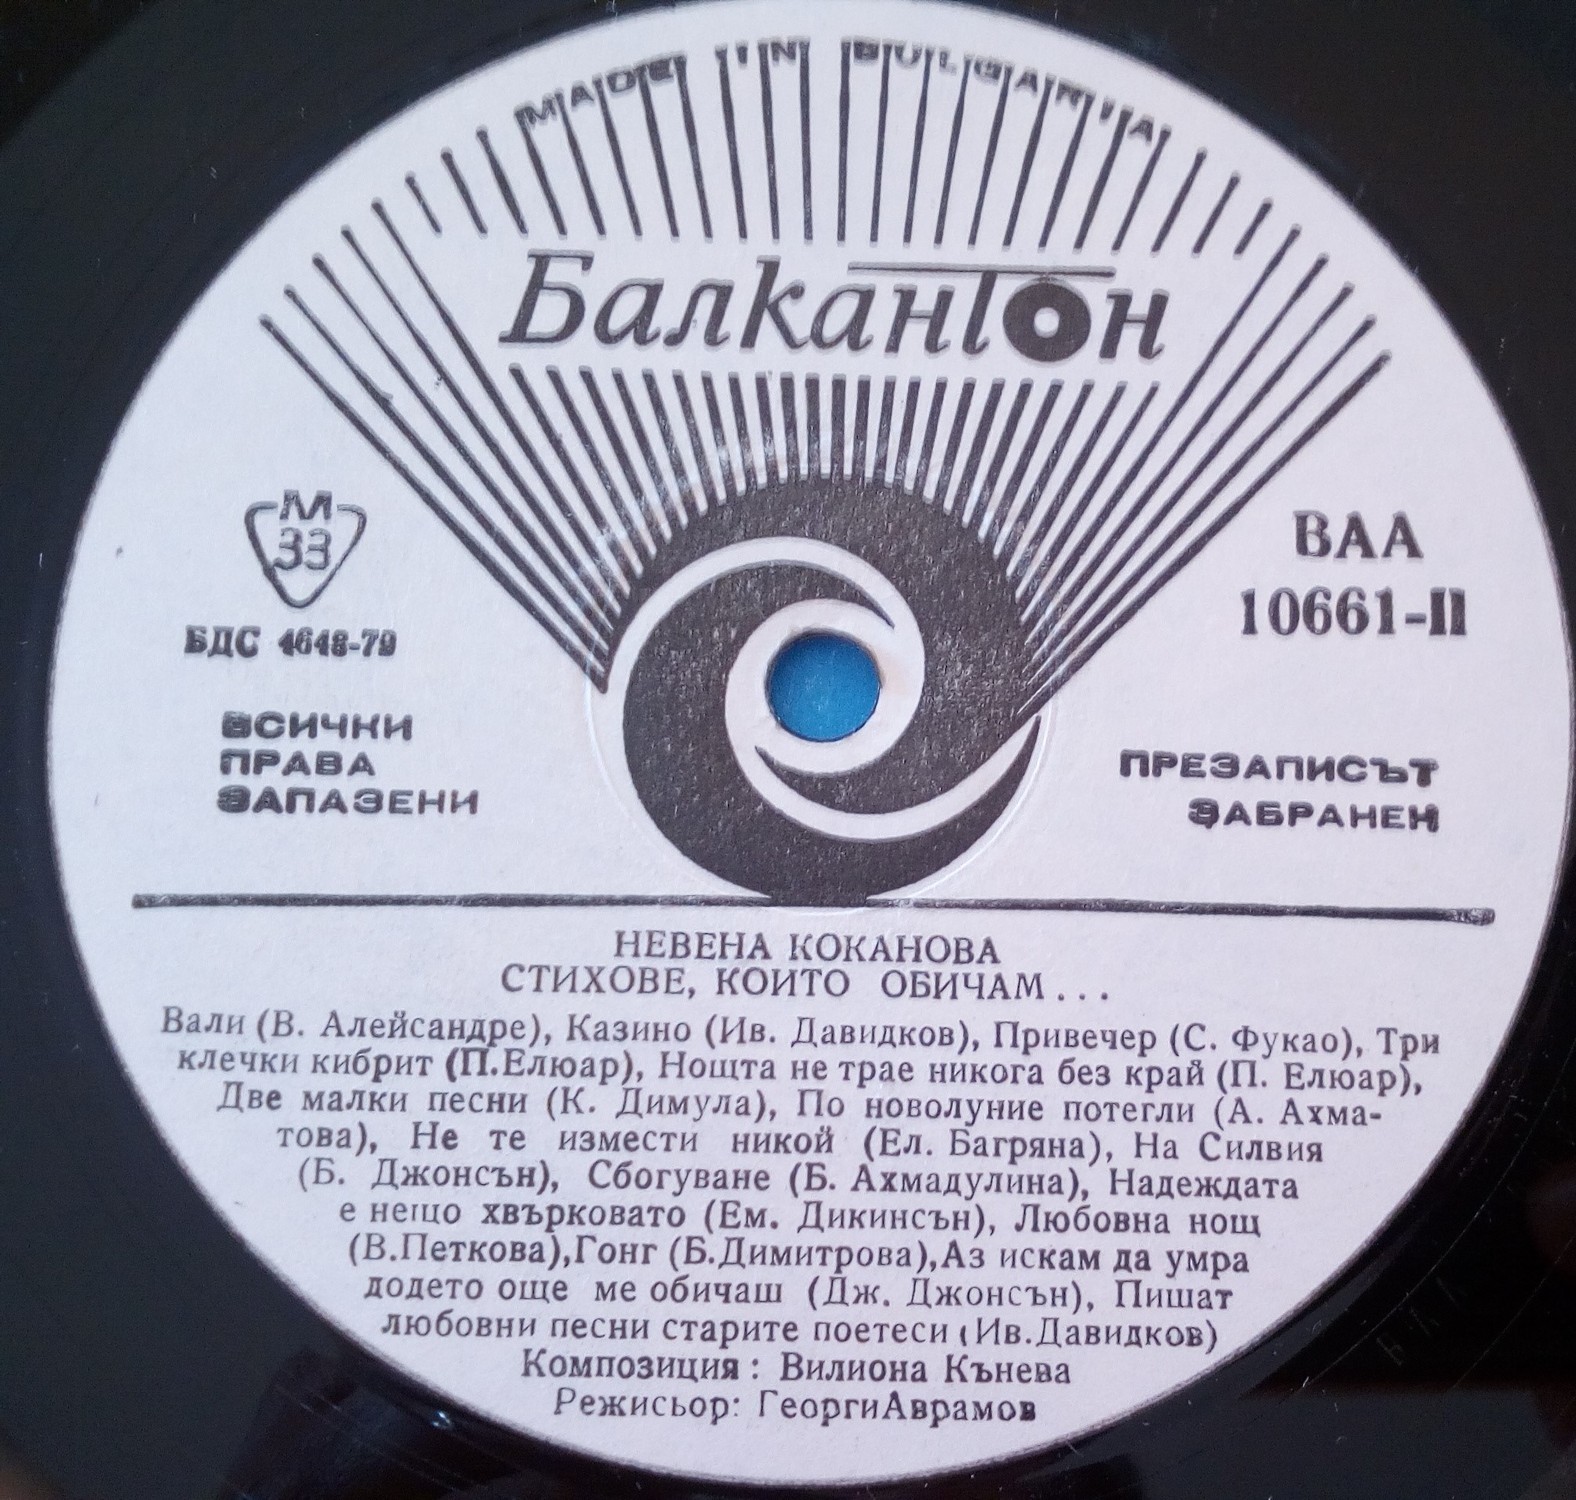 MADE IN BULGARIA
Балкантон
М
33
БДС 4648-79
ВСИЧКИ
ПРАВА
ЗАПАЗЕНИ
ВАА
10661-II
ПРЕЗАПИСЪТ
ЗАБРАНЕН
НЕВЕНА КОКАНОВА
СТИХОВЕ, КОИТО ОБИЧАМ...
Вали (В. Алейсандре), Казино (Ив. Давидков), Привечер (С. Фукао), Три
клечки кибрит (П.Елюар), Нощта не трае никога без край (П. Елюар),
Две малки песни (К. Димула), По новолуние потегли (А. Ахма-
това), Не те измести никой (Ел. Багряна), На Силвия
(Б. Джонсън), Сбогуване (Б. Ахмадулина), Надеждата
е нещо хвърковато (Ем. Дикинсън), Любовна нощ
(В.Петкова),Гонг (Б.Димитрова),Аз искам да умра
додето още ме обичаш (Дж. Джонсън), Пишат
любовни песни старите поетеси (Ив.Давидков)
Композиция: Вилиона Кънева
Режисьор: ГеоргиАврамов